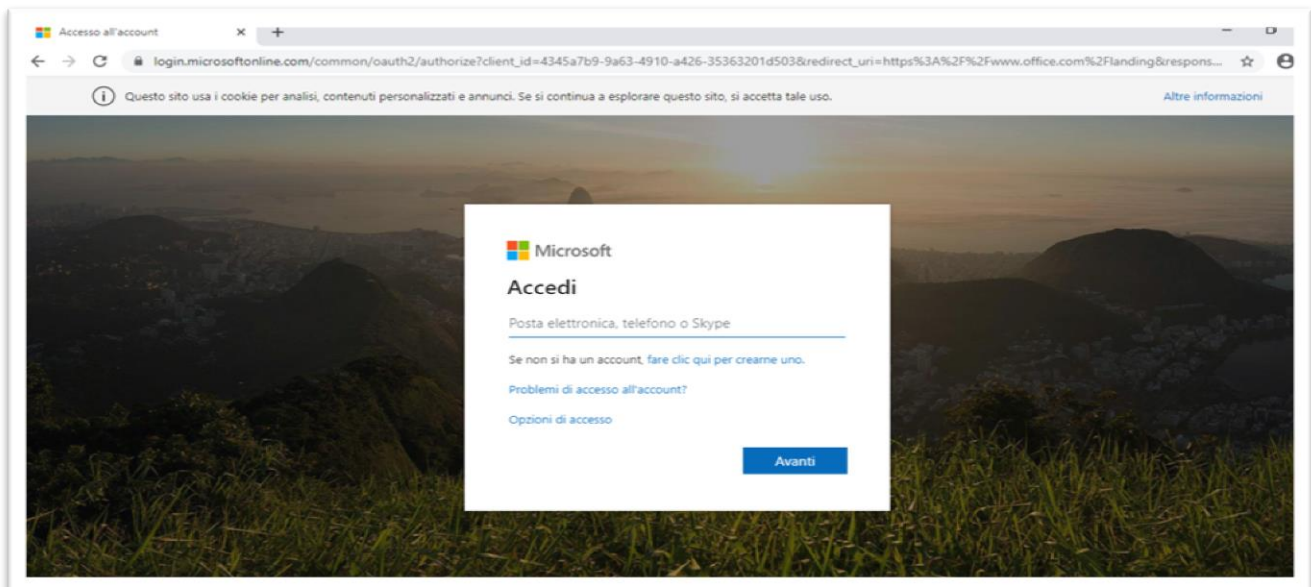 Accesso all'account
login.microsoftonline.com/common/oauth2/authorize?client_id=4345a7b9-9a63-4910-a426-35363201d503&redirect_uri=https%3A%2F%2Fwww.office.com%2Flanding&respons...
Questo sito usa i cookie per analisi, contenuti personalizzati e annunci. Se si continua a esplorare questo sito, si accetta tale uso. Altre informazioni
Microsoft
Accedi
Posta elettronica, telefono o Skype
Se non si ha un account, fare clic qui per crearne uno.
Problemi di accesso all'account?
Opzioni di accesso
Avanti